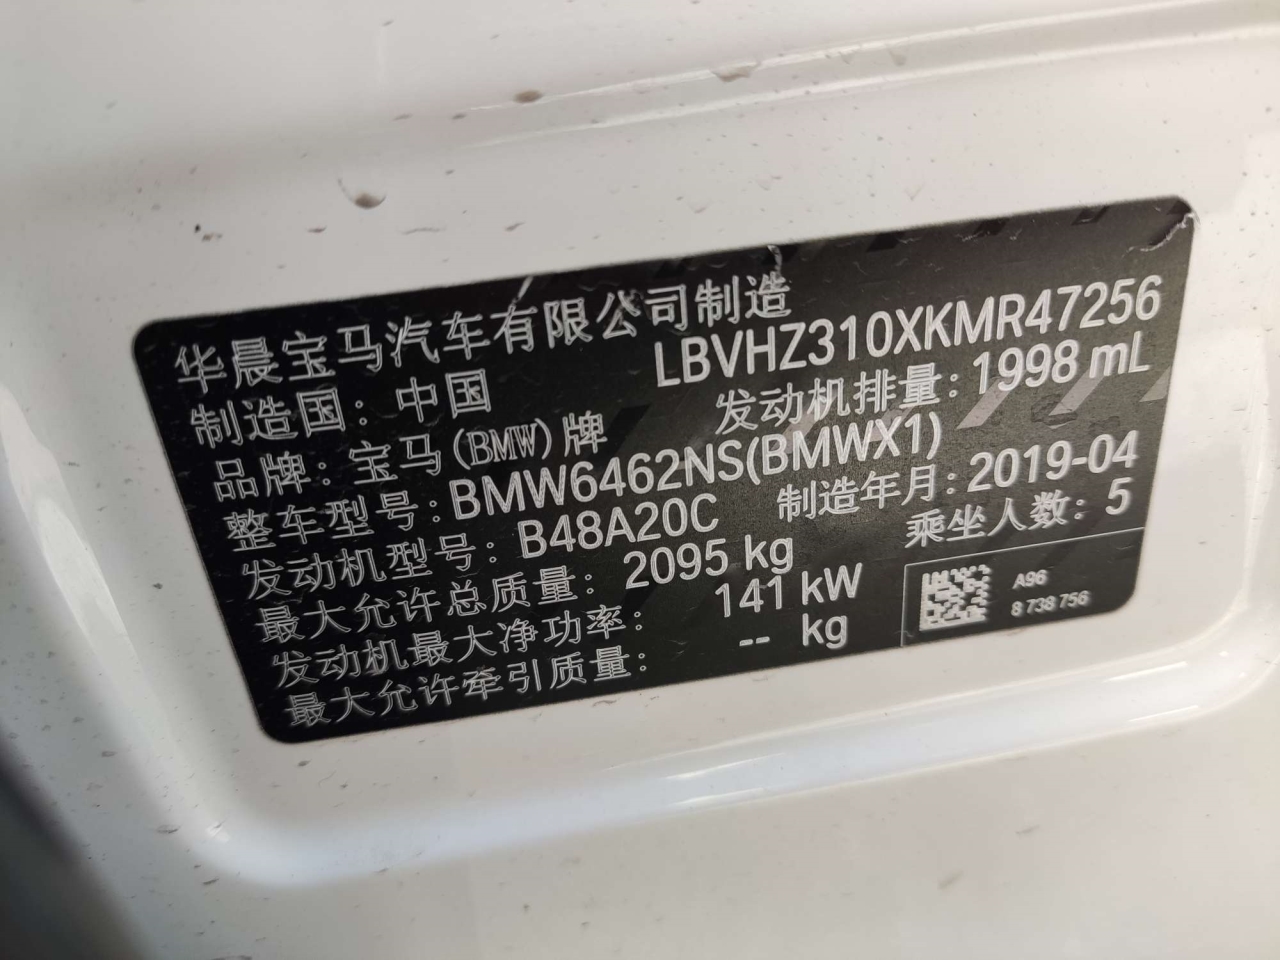 华晨宝马汽车有限公司制造
LBVHZ310XKMR47256
制造国：中国
发动机排量：1998 mL
品牌：宝马(BMW)牌
整车型号：BMW6462NS(BMWX1)
发动机型号：B48A20C 制造年月：2019-04
最大允许总质量：2095 kg 乘坐人数：5
发动机最大净功率：141 kW
最大允许牵引质量：-- kg
A96
8 738 756